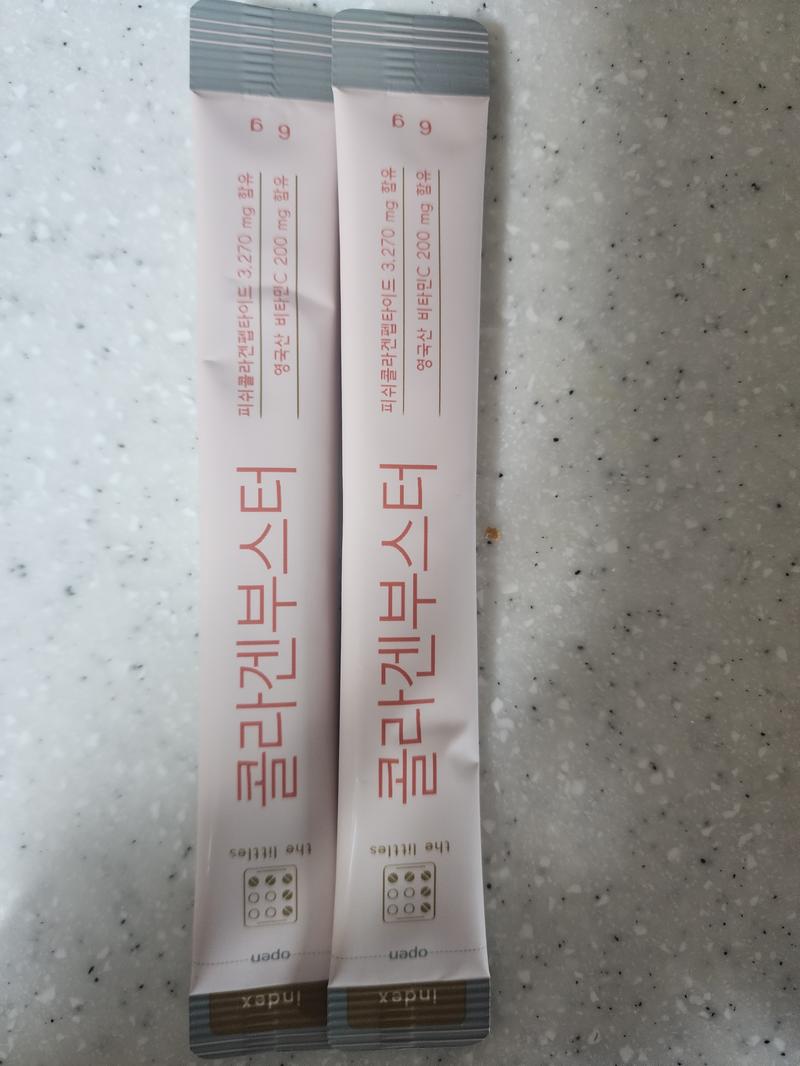 index
open
the littles
콜라겐부스터
피쉬콜라겐펩타이드 3,270 mg 함유
영국산 비타민C 200 mg 함유
6 g
index
open
the littles
콜라겐부스터
피쉬콜라겐펩타이드 3,270 mg 함유
영국산 비타민C 200 mg 함유
6 g